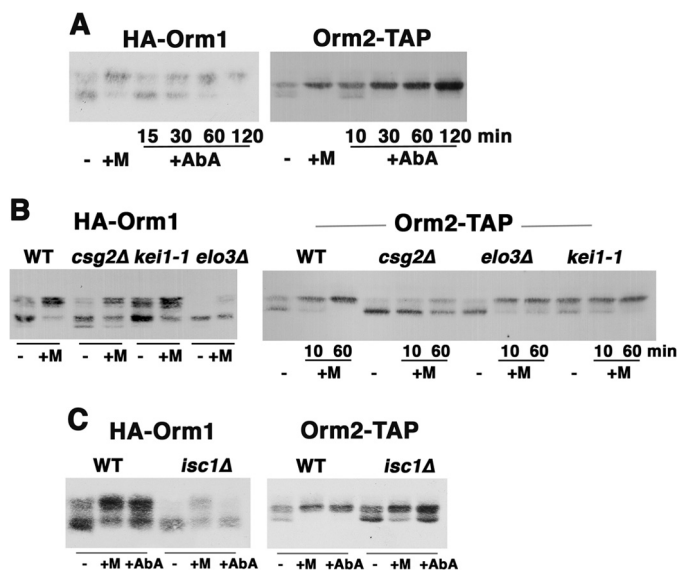 A
HA-Orm1 Orm2-TAP
15 30 60 120 10 30 60 120 min
- +M +AbA - +M +AbA
B
HA-Orm1 Orm2-TAP
WT csg2Δ kei1-1 elo3Δ WT csg2Δ elo3Δ kei1-1
- +M - +M - +M - +M
10 60 10 60 10 60 10 60 min
- +M - +M - +M - +M
C
HA-Orm1 Orm2-TAP
WT isc1Δ WT isc1Δ
- +M +AbA - +M +AbA - +M +AbA - +M +AbA